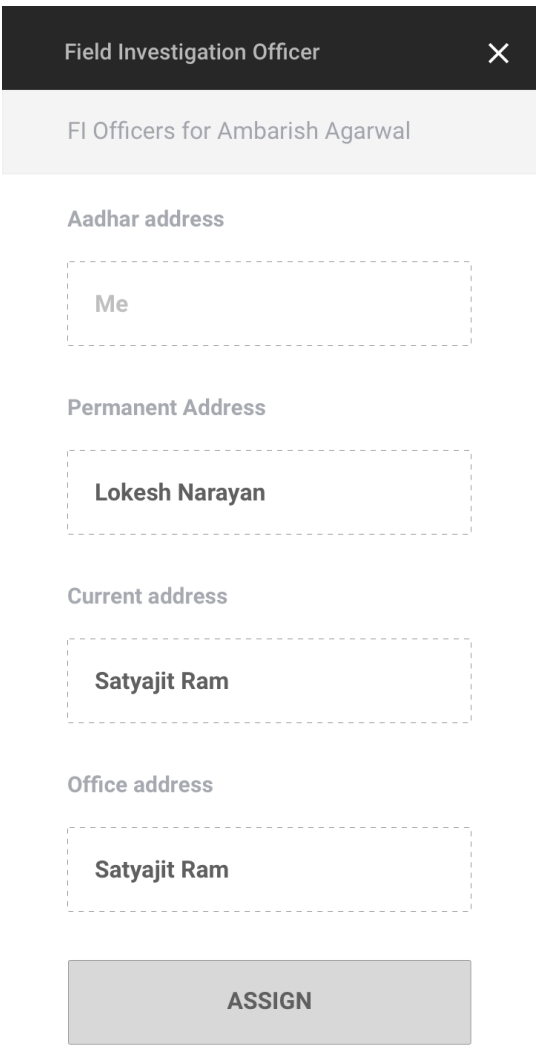 Field Investigation Officer
FI Officers for Ambarish Agarwal
Aadhar address
Me
Permanent Address
Lokesh Narayan
Current address
Satyajit Ram
Office address
Satyajit Ram
ASSIGN